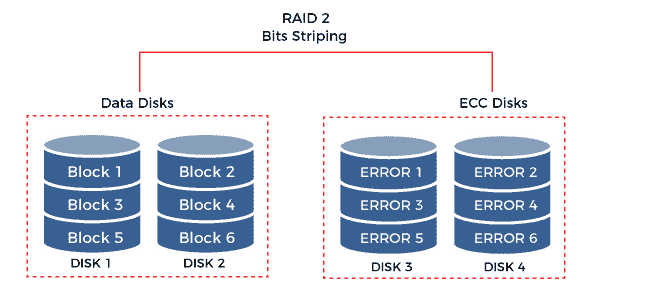 RAID 2
Bits Striping
Data Disks
ECC Disks
Block 1
Block 2
ERROR 1
ERROR 2
Block 3
Block 4
ERROR 3
ERROR 4
Block 5
Block 6
ERROR 5
ERROR 6
DISK 1
DISK 2
DISK 3
DISK 4